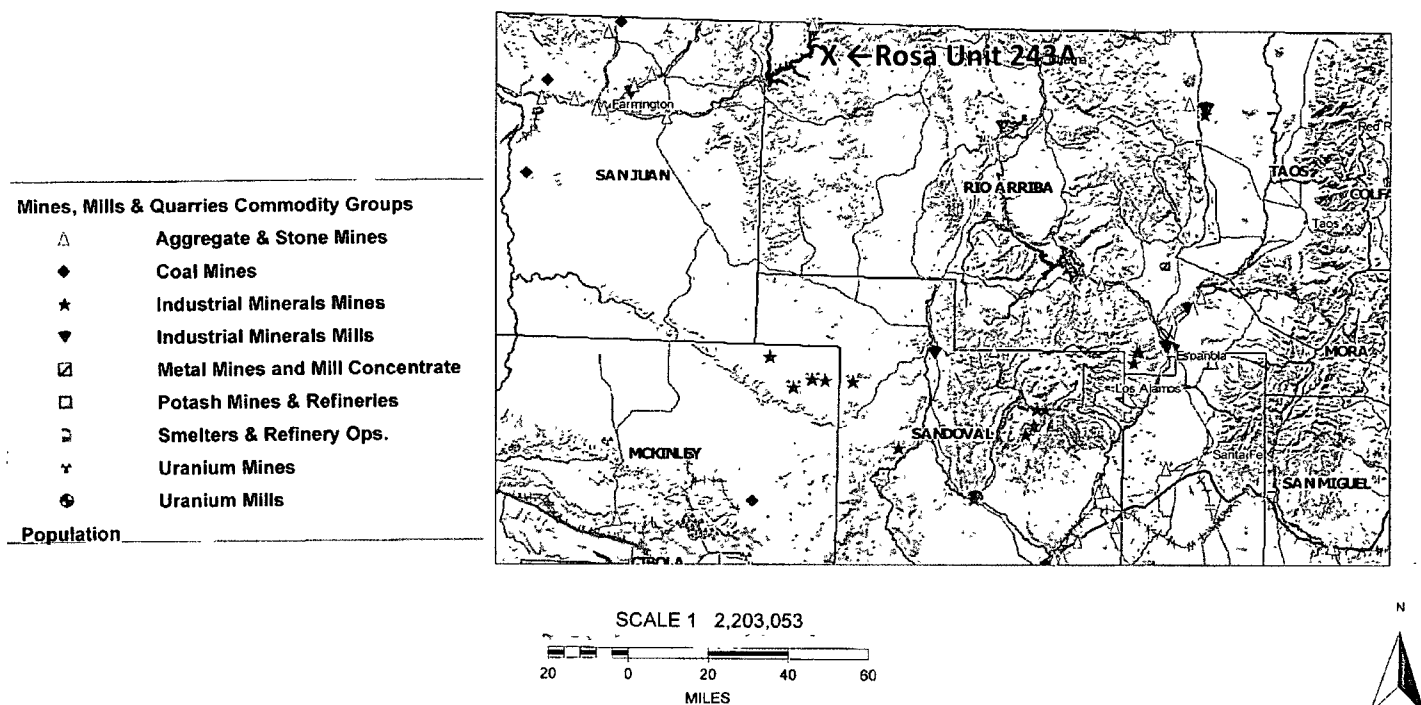 Mines, Mills & Quarries Commodity Groups
Aggregate & Stone Mines
Coal Mines
Industrial Minerals Mines
Industrial Minerals Mills
Metal Mines and Mill Concentrate
Potash Mines & Refineries
Smelters & Refinery Ops.
Uranium Mines
Uranium Mills
Population
X ←Rosa Unit 243A
Farmington
Red R
SAN JUAN
RIO ARRIBA
TAOS
COLF
Taos
MORA
Espanola
Los Alamos
SANDOVAL
MCKINLEY
Santa Fe
SAN MIGUEL
CIBOLA
SCALE 1 2,203,053
20 0 20 40 60
MILES
N